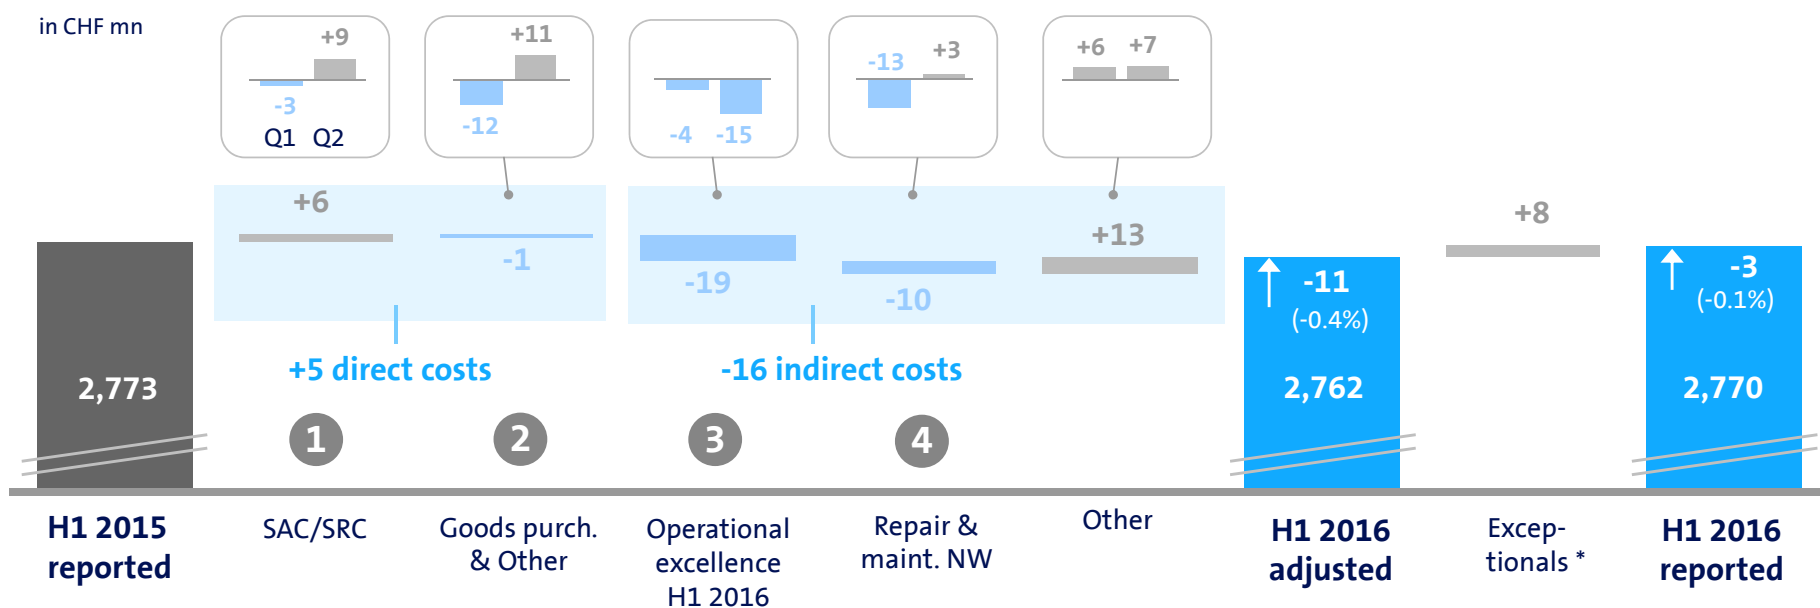 in CHF mn
+9
-3
Q1 Q2
+11
-12
-4 -15
-13 +3
+6 +7
+6
-1
-19
-10
+13
+8
+5 direct costs
-16 indirect costs
2,773
-11
(-0.4%)
2,762
-3
(-0.1%)
2,770
1
2
3
4
H1 2015
reported
SAC/SRC
Goods purch.
& Other
Operational
excellence
H1 2016
Repair &
maint. NW
Other
H1 2016
adjusted
Excep-
tionals *
H1 2016
reported